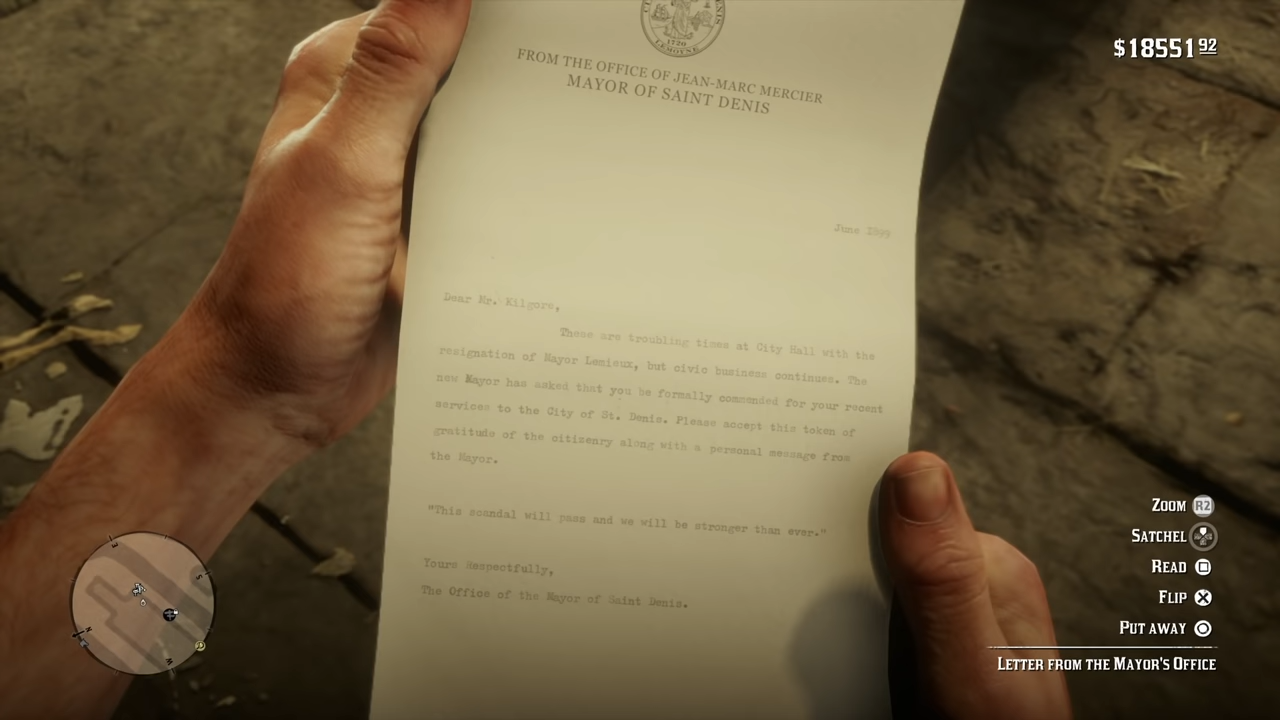 1720
LEMOYNE
FROM THE OFFICE OF JEAN-MARC MERCIER
MAYOR OF SAINT DENIS
$18551 92
June 1899
Dear Mr. Kilgore,
These are troubling times at City Hall with the
resignation of Mayor Lemieux, but civic business continues. The
new Mayor has asked that you be formally commended for your recent
services to the City of St. Denis. Please accept this token of
gratitude of the citizenry along with a personal message from
the Mayor.
"This scandal will pass and we will be stronger than ever."
Yours Respectfully,
The Office of the Mayor of Saint Denis.
ZOOM R2
SATCHEL
READ
FLIP
PUT AWAY
LETTER FROM THE MAYOR'S OFFICE